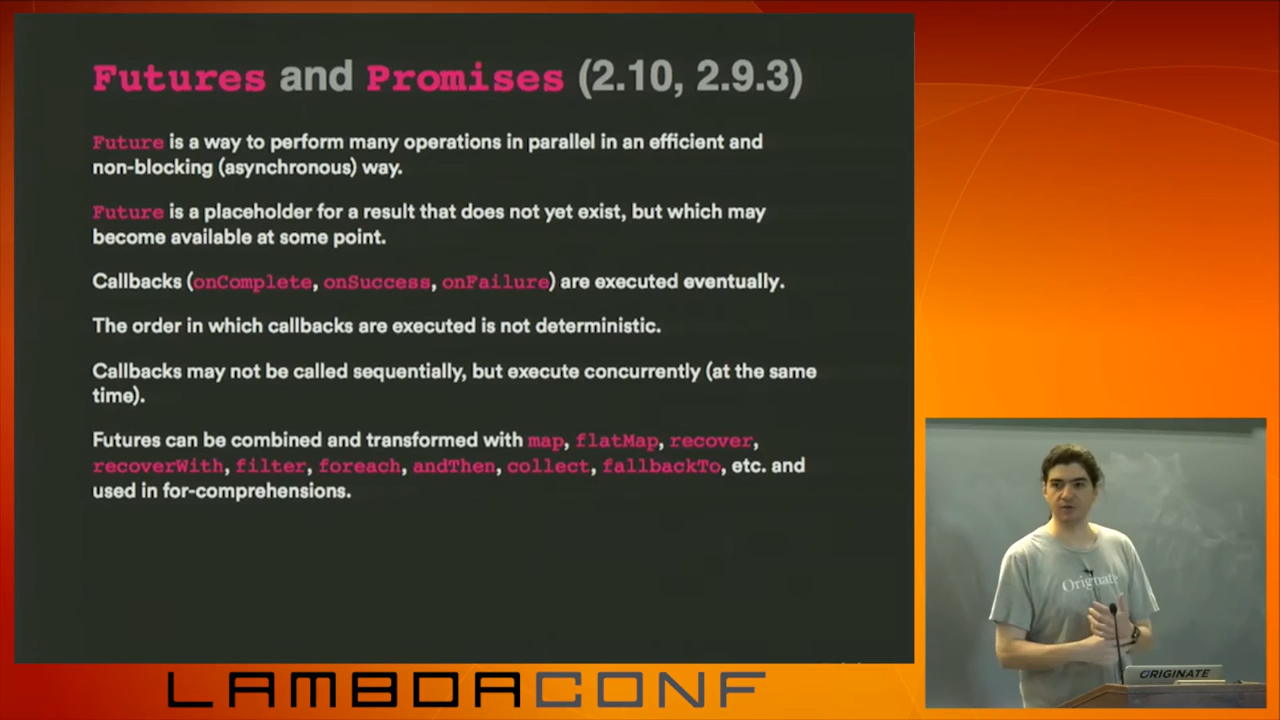 Futures and Promises (2.10, 2.9.3)
Future is a way to perform many operations in parallel in an efficient and
non-blocking (asynchronous) way.
Future is a placeholder for a result that does not yet exist, but which may
become available at some point.
Callbacks (onComplete, onSuccess, onFailure) are executed eventually.
The order in which callbacks are executed is not deterministic.
Callbacks may not be called sequentially, but execute concurrently (at the same
time).
Futures can be combined and transformed with map, flatMap, recover,
recoverWith, filter, foreach, andThen, collect, fallbackTo, etc. and
used in for-comprehensions.
Originate
ORIGINATE
LAMBDACONF